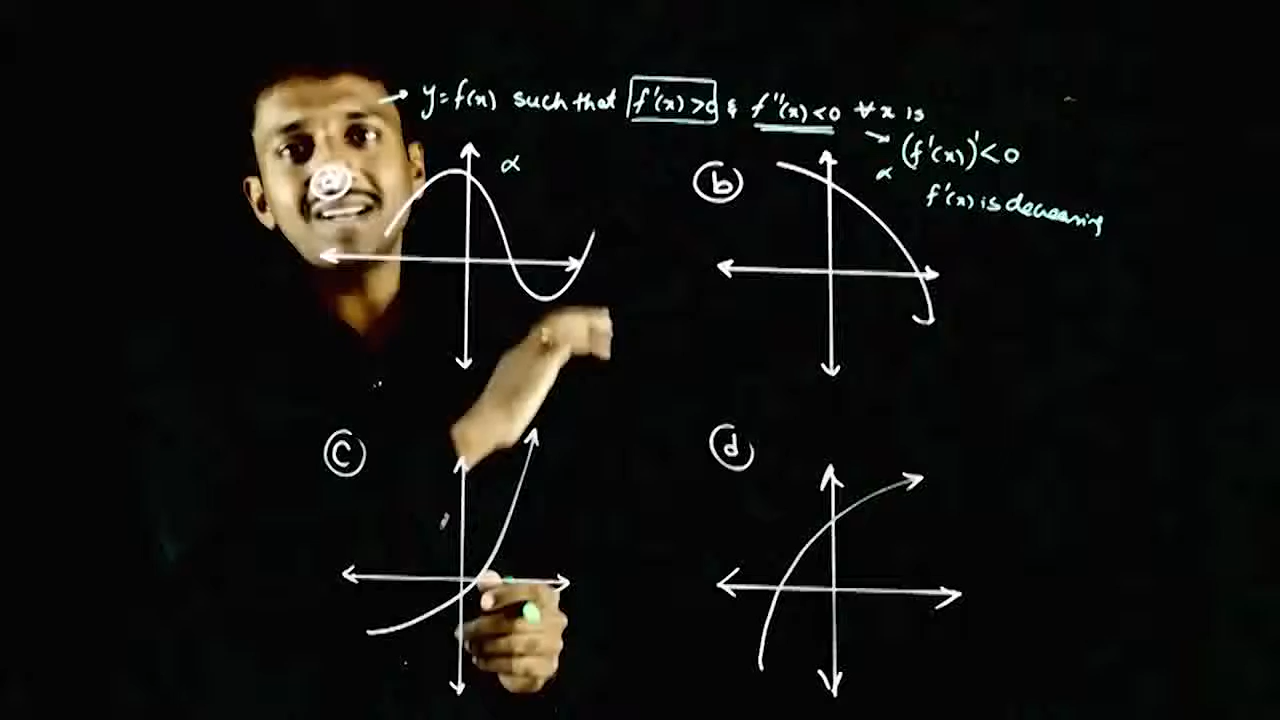 → y=f(x) such that f'(x)>0 & f''(x)<0 ∀ x is
→ (f'(x))'<0
α
f'(x) is decreasing
a
α
b
c
d